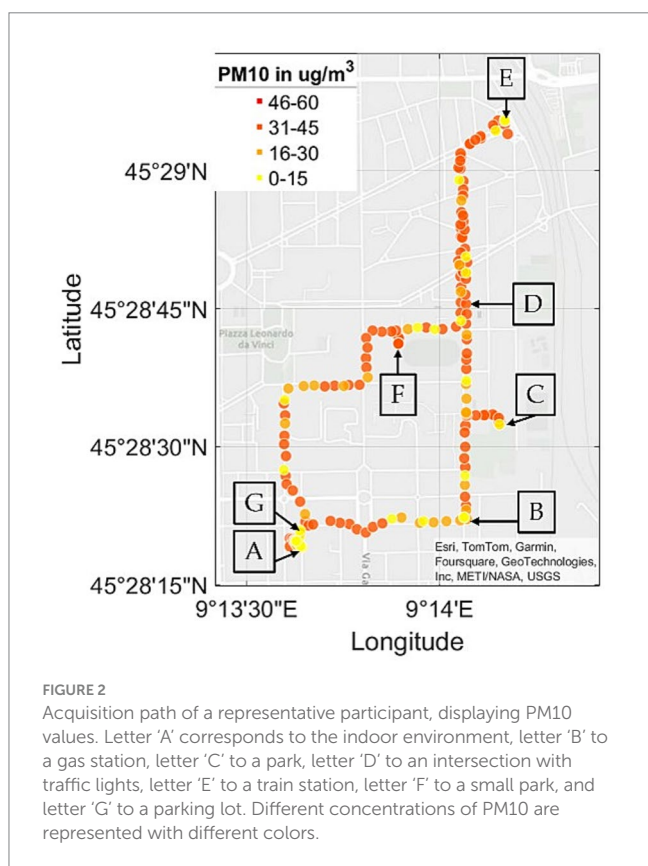 PM10 in ug/m³
46-60
31-45
16-30
0-15
E
45°29'N
D
45°28'45"N
Piazza Leonardo
da Vinci
Latitude
F
C
45°28'30"N
G
B
A
Via Ga
Esri, TomTom, Garmin,
Foursquare, GeoTechnologies,
Inc, METI/NASA, USGS
45°28'15"N
9°13'30"E
9°14'E
Longitude
FIGURE 2
Acquisition path of a representative participant, displaying PM10
values. Letter ‘A’ corresponds to the indoor environment, letter ‘B’ to
a gas station, letter ‘C’ to a park, letter ‘D’ to an intersection with
traffic lights, letter ‘E’ to a train station, letter ‘F’ to a small park, and
letter ‘G’ to a parking lot. Different concentrations of PM10 are
represented with different colors.